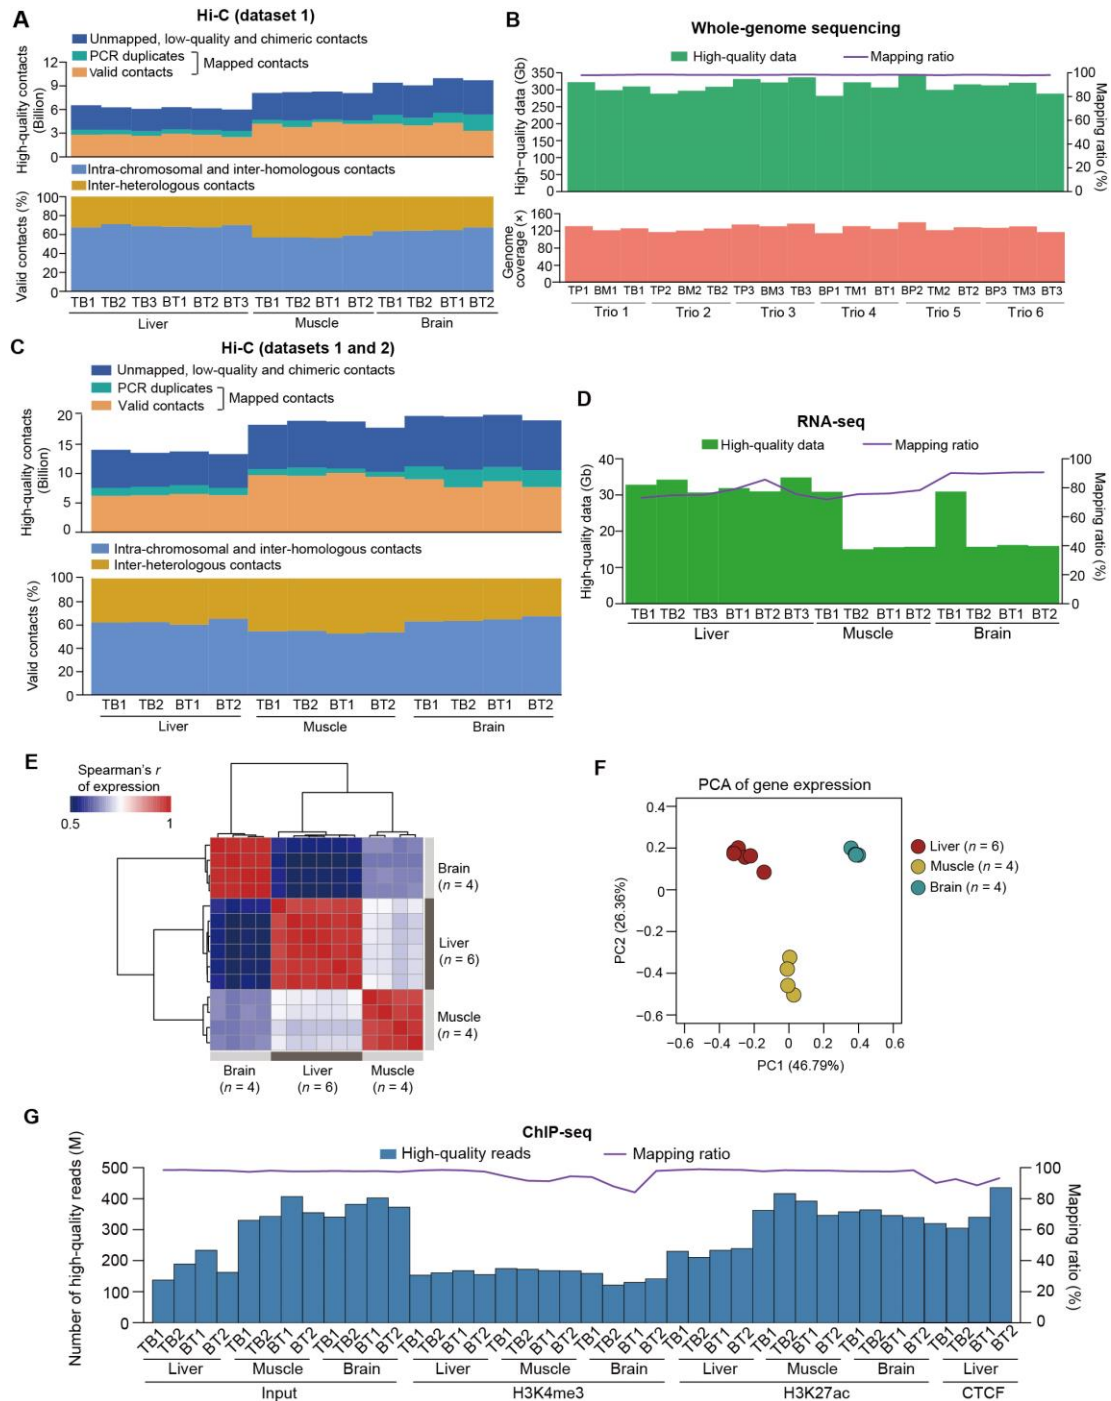 A
Hi-C (dataset 1)
Unmapped, low-quality and chimeric contacts
PCR duplicates
Valid contacts
Mapped contacts
High-quality contacts
(Billion)
12
9
6
3
0
Intra-chromosomal and inter-homologous contacts
Inter-heterologous contacts
Valid contacts (%)
100
80
60
40
20
0
TB1 TB2 TB3 BT1 BT2 BT3 TB1 TB2 BT1 BT2 TB1 TB2 BT1 BT2
Liver Muscle Brain
B
Whole-genome sequencing
High-quality data Mapping ratio
High-quality data (Gb)
350
300
250
200
150
100
50
0
100
80
60
40
20
0
Mapping ratio (%)
Genome
coverage (×)
160
120
80
40
0
TP1 BM1 TB1 TP2 BM2 TB2 TP3 BM3 TB3 BP1 TM1 BT1 BP2 TM2 BT2 BP3 TM3 BT3
Trio 1 Trio 2 Trio 3 Trio 4 Trio 5 Trio 6
C
Hi-C (datasets 1 and 2)
Unmapped, low-quality and chimeric contacts
PCR duplicates
Valid contacts
Mapped contacts
High-quality contacts
(Billion)
20
15
10
5
0
Intra-chromosomal and inter-homologous contacts
Inter-heterologous contacts
Valid contacts (%)
100
80
60
40
20
0
TB1 TB2 BT1 BT2 TB1 TB2 BT1 BT2 TB1 TB2 BT1 BT2
Liver Muscle Brain
D
RNA-seq
High-quality data Mapping ratio
High-quality data (Gb)
40
30
20
10
0
100
80
60
40
20
0
Mapping ratio (%)
TB1 TB2 TB3 BT1 BT2 BT3 TB1 TB2 BT1 BT2 TB1 TB2 BT1 BT2
Liver Muscle Brain
E
Spearman's r
of expression
0.5 1
Brain
(n = 4)
Liver
(n = 6)
Muscle
(n = 4)
Brain Liver Muscle
(n = 4) (n = 6) (n = 4)
F
PCA of gene expression
PC2 (26.36%)
0.4
0.2
0
−0.2
−0.4
−0.6
−0.6 −0.4 −0.2 0 0.2 0.4 0.6
PC1 (46.79%)
Liver (n = 6)
Muscle (n = 4)
Brain (n = 4)
G
ChIP-seq
High-quality reads Mapping ratio
Number of high-quality reads (M)
500
400
300
200
100
0
100
80
60
40
20
0
Mapping ratio (%)
TB1 TB2 BT1 BT2 TB1 TB2 BT1 BT2 TB1 TB2 BT1 BT2 TB1 TB2 BT1 BT2 TB1 TB2 BT1 BT2 TB1 TB2 BT1 BT2 TB1 TB2 BT1 BT2 TB1 TB2 BT1 BT2 TB1 TB2 BT1 BT2 TB1 TB2 BT1 BT2
Liver Muscle Brain Liver Muscle Brain Liver Muscle Brain Liver
Input H3K4me3 H3K27ac CTCF